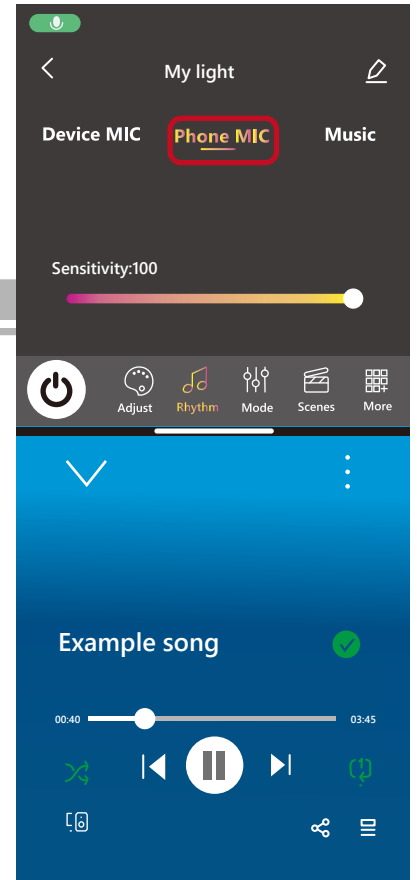 My light
Device MIC Phone MIC Music
Sensitivity:100
Adjust Rhythm Mode Scenes More
Example song
00:40 03:45